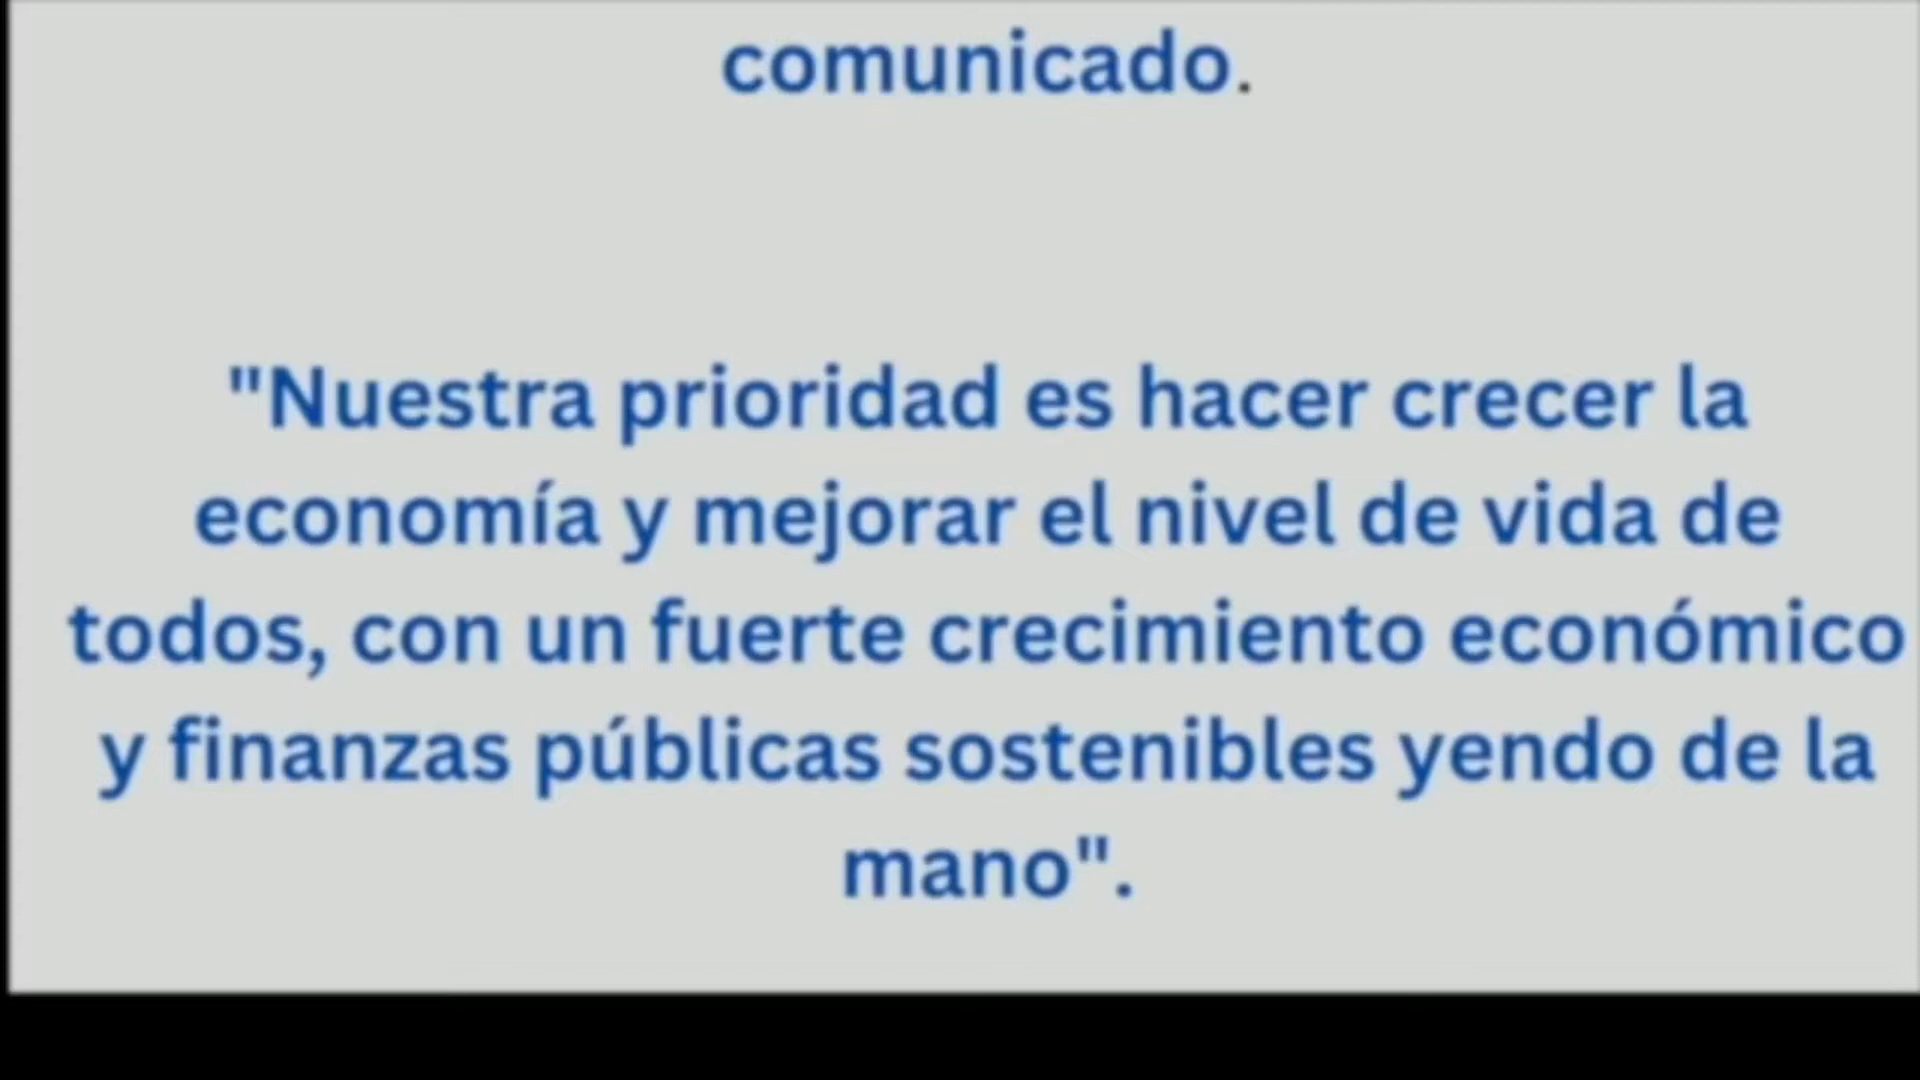 comunicado.
"Nuestra prioridad es hacer crecer la
economía y mejorar el nivel de vida de
todos, con un fuerte crecimiento económico
y finanzas públicas sostenibles yendo de la
mano".